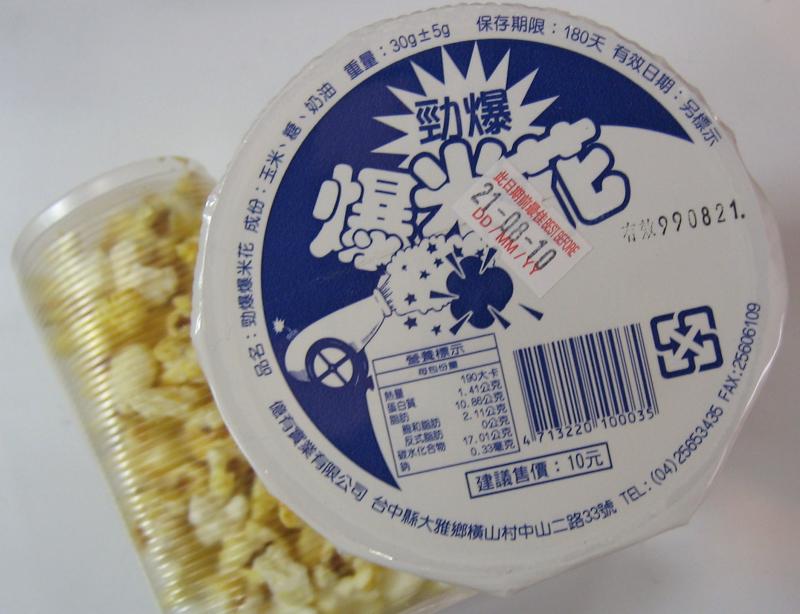 品名：勁爆爆米花 成份：玉米、糖、奶油 重量：30g±5g 保存期限：180天 有效日期：另標示
勁爆
爆米花
此日期前最佳BEST BEFORE
21-08-10
DD/MM/YY
有效990821.
營養標示
每包份量
熱量 190大卡
蛋白質 1.41公克
脂肪 10.86公克
飽和脂肪 2.11公克
反式脂肪 0公克
碳水化合物 17.01公克
鈉 0.33毫克
4 713220 100035
建議售價：10元
億有實業有限公司 台中縣大雅鄉橫山村中山二路33號 TEL：(04)25653435 FAX:25606109